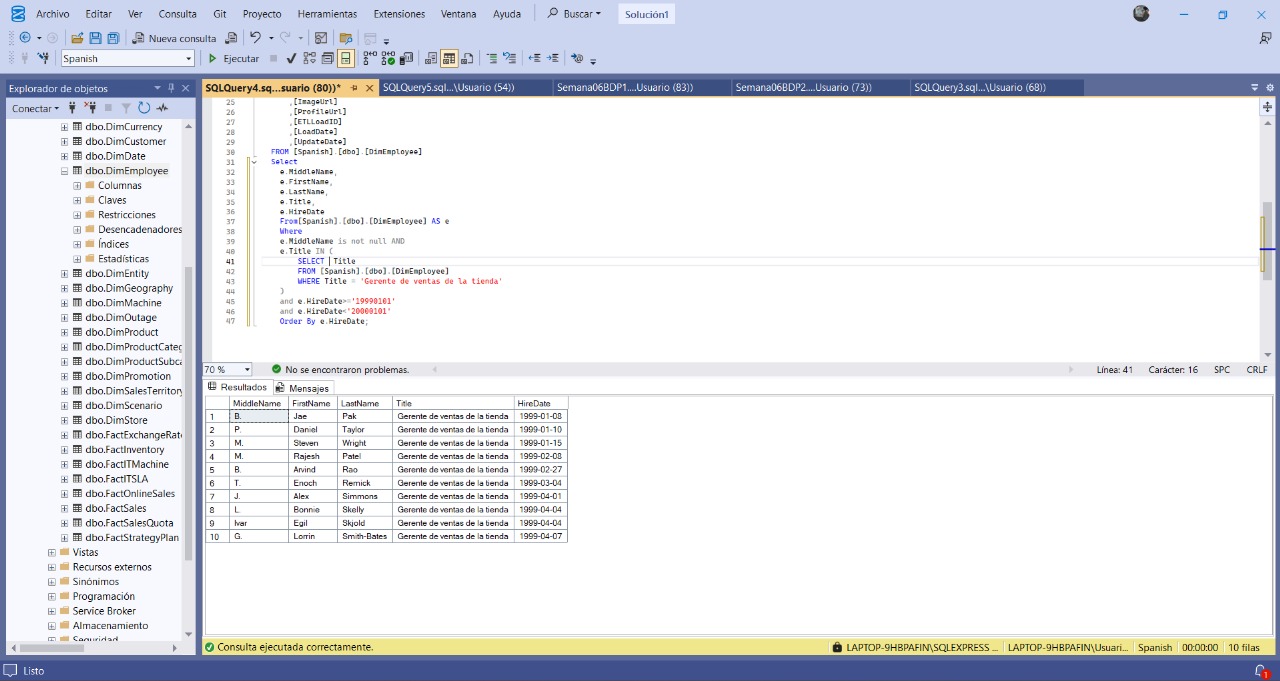 Archivo Editar Ver Consulta Git Proyecto Herramientas Extensiones Ventana Ayuda Buscar Solución1
Nueva consulta
Spanish Ejecutar
Explorador de objetos
Conectar
dbo.DimCurrency
dbo.DimCustomer
dbo.DimDate
dbo.DimEmployee
Columnas
Claves
Restricciones
Desencadenadores
Índices
Estadísticas
dbo.DimEntity
dbo.DimGeography
dbo.DimMachine
dbo.DimOutage
dbo.DimProduct
dbo.DimProductCateg
dbo.DimProductSubca
dbo.DimPromotion
dbo.DimSalesTerritory
dbo.DimScenario
dbo.DimStore
dbo.FactExchangeRate
dbo.FactInventory
dbo.FactITMachine
dbo.FactITSLA
dbo.FactOnlineSales
dbo.FactSales
dbo.FactSalesQuota
dbo.FactStrategyPlan
Vistas
Recursos externos
Sinónimos
Programación
Service Broker
Almacenamiento
Seguridad
SQLQuery4.sq...suario (80))* SQLQuery5.sql...\Usuario (54)) Semana06BDP1....Usuario (83)) Semana06BDP2....Usuario (73)) SQLQuery3.sql...\Usuario (68))
25 ,[ImageUrl]
26 ,[ProfileUrl]
27 ,[ETLLoadID]
28 ,[LoadDate]
29 ,[UpdateDate]
30 FROM [Spanish].[dbo].[DimEmployee]
31 Select
32 e.MiddleName,
33 e.FirstName,
34 e.LastName,
35 e.Title,
36 e.HireDate
37 From[Spanish].[dbo].[DimEmployee] AS e
38 Where
39 e.MiddleName is not null AND
40 e.Title IN (
41 SELECT Title
42 FROM [Spanish].[dbo].[DimEmployee]
43 WHERE Title = 'Gerente de ventas de la tienda'
44 )
45 and e.HireDate>='19990101'
46 and e.HireDate<'20000101'
47 Order By e.HireDate;
70 % No se encontraron problemas. Línea: 41 Carácter: 16 SPC CRLF
Resultados Mensajes
MiddleName FirstName LastName Title HireDate
1 B. Jae Pak Gerente de ventas de la tienda 1999-01-08
2 P. Daniel Taylor Gerente de ventas de la tienda 1999-01-10
3 M. Steven Wright Gerente de ventas de la tienda 1999-01-15
4 M. Rajesh Patel Gerente de ventas de la tienda 1999-02-08
5 B. Arvind Rao Gerente de ventas de la tienda 1999-02-27
6 T. Enoch Remick Gerente de ventas de la tienda 1999-03-04
7 J. Alex Simmons Gerente de ventas de la tienda 1999-04-01
8 L. Bonnie Skelly Gerente de ventas de la tienda 1999-04-04
9 Ivar Egil Skjold Gerente de ventas de la tienda 1999-04-04
10 G. Lorrin Smith-Bates Gerente de ventas de la tienda 1999-04-07
Consulta ejecutada correctamente. LAPTOP-9HBPAFIN\SQLEXPRESS ... LAPTOP-9HBPAFIN\Usuari... Spanish 00:00:00 10 filas
Listo 1